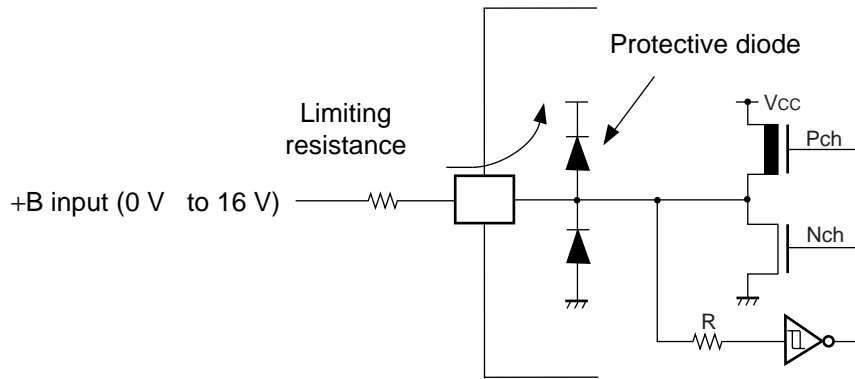 Protective diode
Limiting
resistance
VCC
Pch
+B input (0 V to 16 V)
Nch
R